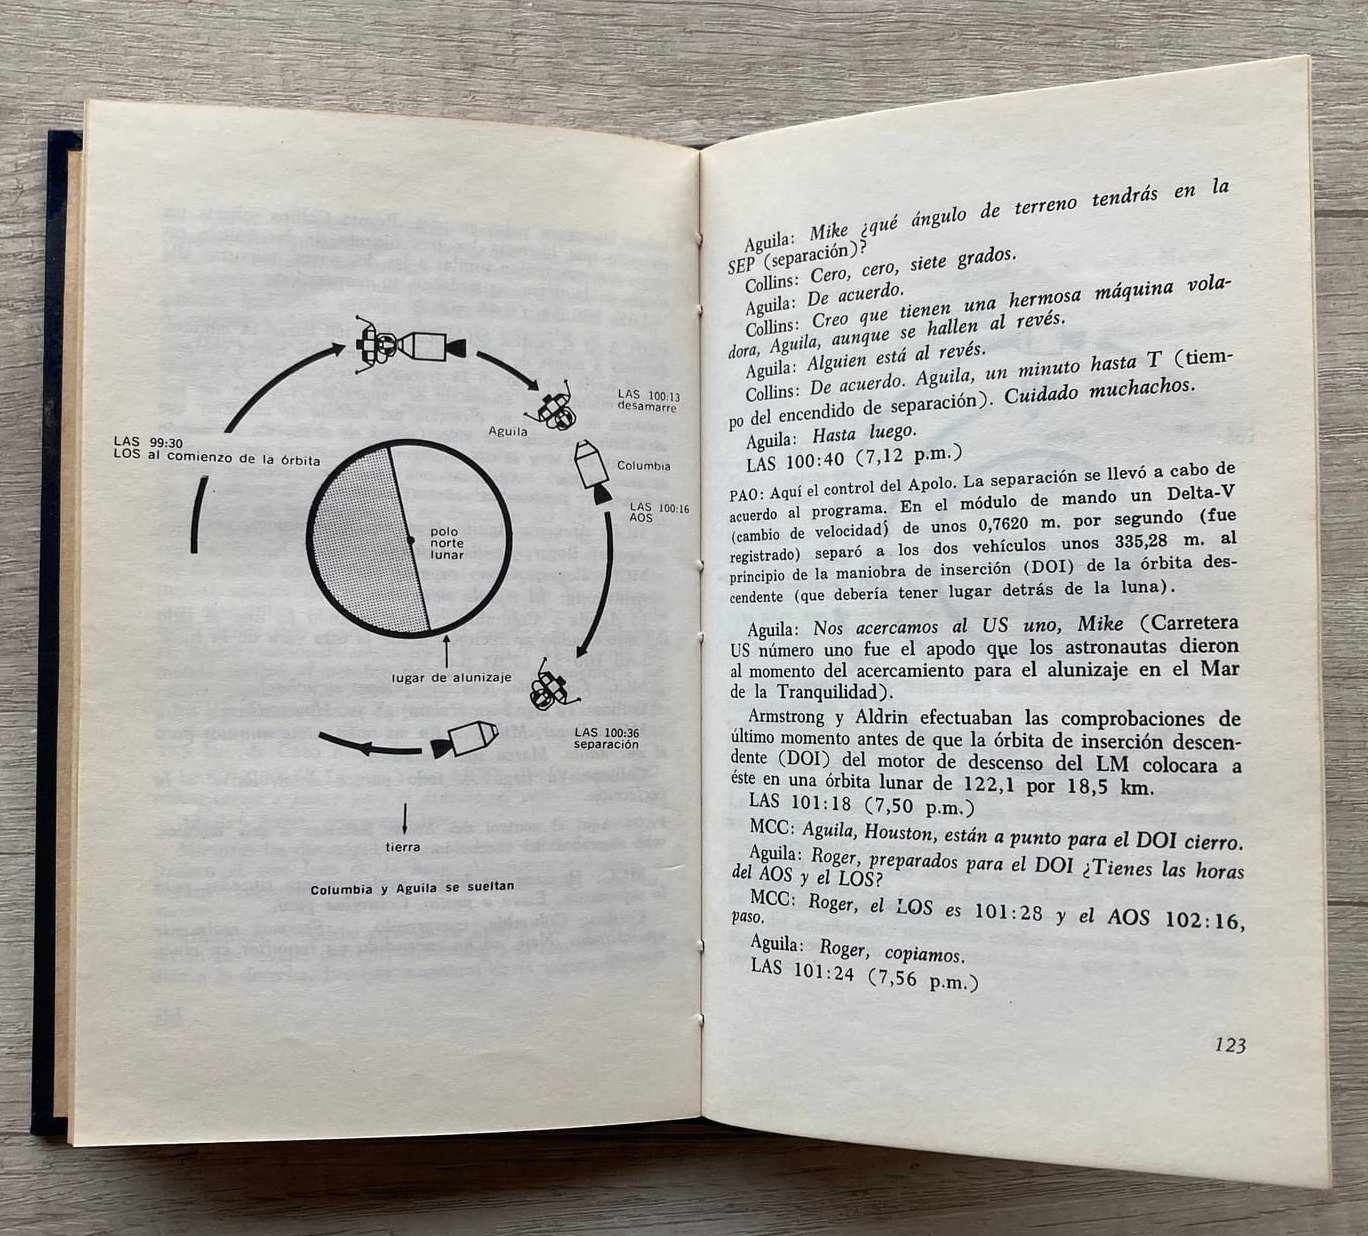 LAS 100:13
desamarre
Aguila
LAS 99:30
LOS al comienzo de la órbita
Columbia
LAS 100:16
AOS
polo
norte
lunar
lugar de alunizaje
LAS 100:36
separación
tierra
Columbia y Aguila se sueltan
Aguila: Mike ¿qué ángulo de terreno tendrás en la
SEP (separación)?
Collins: Cero, cero, siete grados.
Aguila: De acuerdo.
Collins: Creo que tienen una hermosa máquina vola-
dora, Aguila, aunque se hallen al revés.
Aguila: Alguien está al revés.
Collins: De acuerdo. Aguila, un minuto hasta T (tiem-
po del encendido de separación). Cuidado muchachos.
Aguila: Hasta luego.
LAS 100:40 (7,12 p.m.)
PAO: Aquí el control del Apolo. La separación se llevó a cabo de
acuerdo al programa. En el módulo de mando un Delta-V
(cambio de velocidad) de unos 0,7620 m. por segundo (fue
registrado) separó a los dos vehículos unos 335,28 m. al
principio de la maniobra de inserción (DOI) de la órbita des-
cendente (que debería tener lugar detrás de la luna).
Aguila: Nos acercamos al US uno, Mike (Carretera
US número uno fue el apodo que los astronautas dieron
al momento del acercamiento para el alunizaje en el Mar
de la Tranquilidad).
Armstrong y Aldrin efectuaban las comprobaciones de
último momento antes de que la órbita de inserción descen-
dente (DOI) del motor de descenso del LM colocara a
éste en una órbita lunar de 122,1 por 18,5 km.
LAS 101:18 (7,50 p.m.)
MCC: Aguila, Houston, están a punto para el DOI cierro.
Aguila: Roger, preparados para el DOI ¿Tienes las horas
del AOS y el LOS?
MCC: Roger, el LOS es 101:28 y el AOS 102:16,
paso.
Aguila: Roger, copiamos.
LAS 101:24 (7,56 p.m.)
123